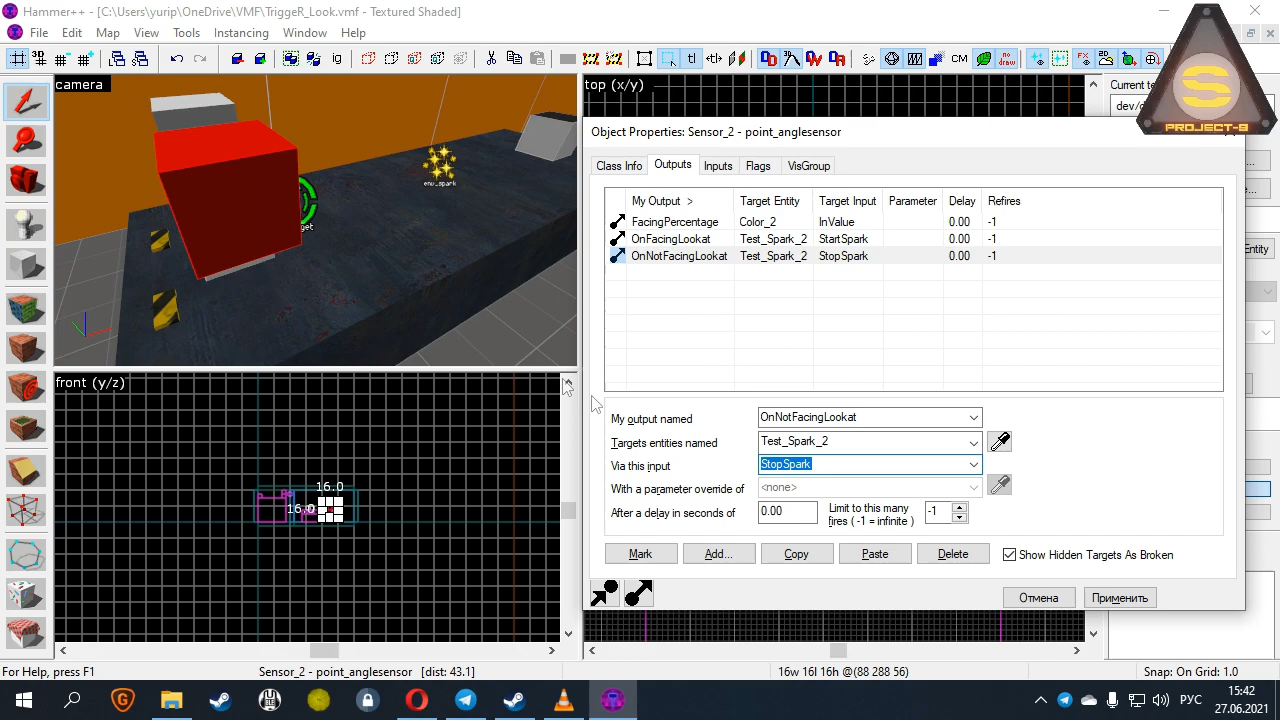 Hammer++ - [C:\Users\yurip\OneDrive\VMF\TriggeR_Look.vmf - Textured Shaded]
File Edit Map View Tools Instancing Window Help
camera
top (x/y)
Current te
dev/d
S
PROJECT-S
env_spark
get
Object Properties: Sensor_2 - point_anglesensor
Class Info Outputs Inputs Flags VisGroup
My Output > Target Entity Target Input Parameter Delay Refires
FacingPercentage Color_2 InValue 0.00 -1
OnFacingLookat Test_Spark_2 StartSpark 0.00 -1
OnNotFacingLookat Test_Spark_2 StopSpark 0.00 -1
Entity
front (y/z)
16.0
16.0
My output named OnNotFacingLookat
Targets entities named Test_Spark_2
Via this input StopSpark
With a parameter override of <none>
After a delay in seconds of 0.00 Limit to this many
fires ( -1 = infinite ) -1
Mark Add... Copy Paste Delete Show Hidden Targets As Broken
Отмена Применить
For Help, press F1 Sensor_2 - point_anglesensor [dist: 43.1] 16w 16l 16h @(88 288 56) Snap: On Grid: 1.0
РУС 15:42
27.06.2021